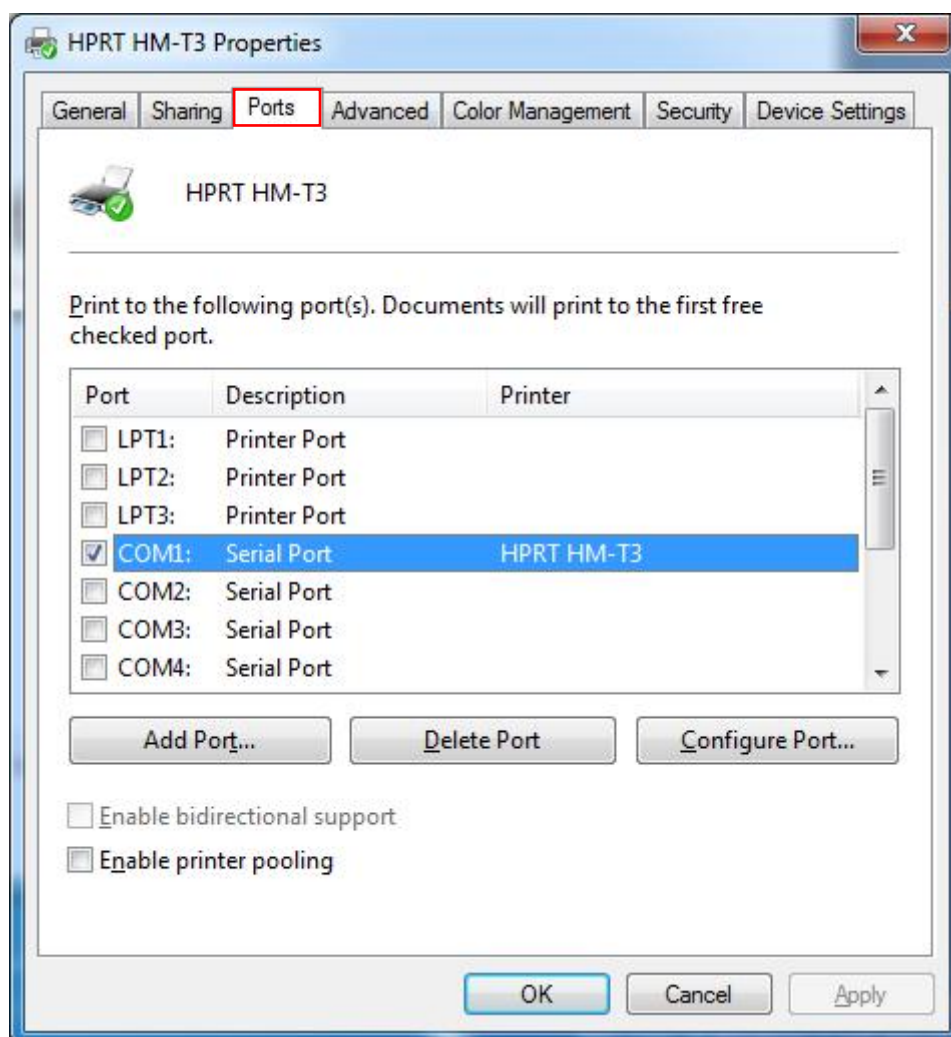 HPRT HM-T3 Properties
General Sharing Ports Advanced Color Management Security Device Settings
HPRT HM-T3
Print to the following port(s). Documents will print to the first free
checked port.
Port Description Printer
LPT1: Printer Port
LPT2: Printer Port
LPT3: Printer Port
COM1: Serial Port HPRT HM-T3
COM2: Serial Port
COM3: Serial Port
COM4: Serial Port
Add Port... Delete Port Configure Port...
Enable bidirectional support
Enable printer pooling
OK Cancel Apply